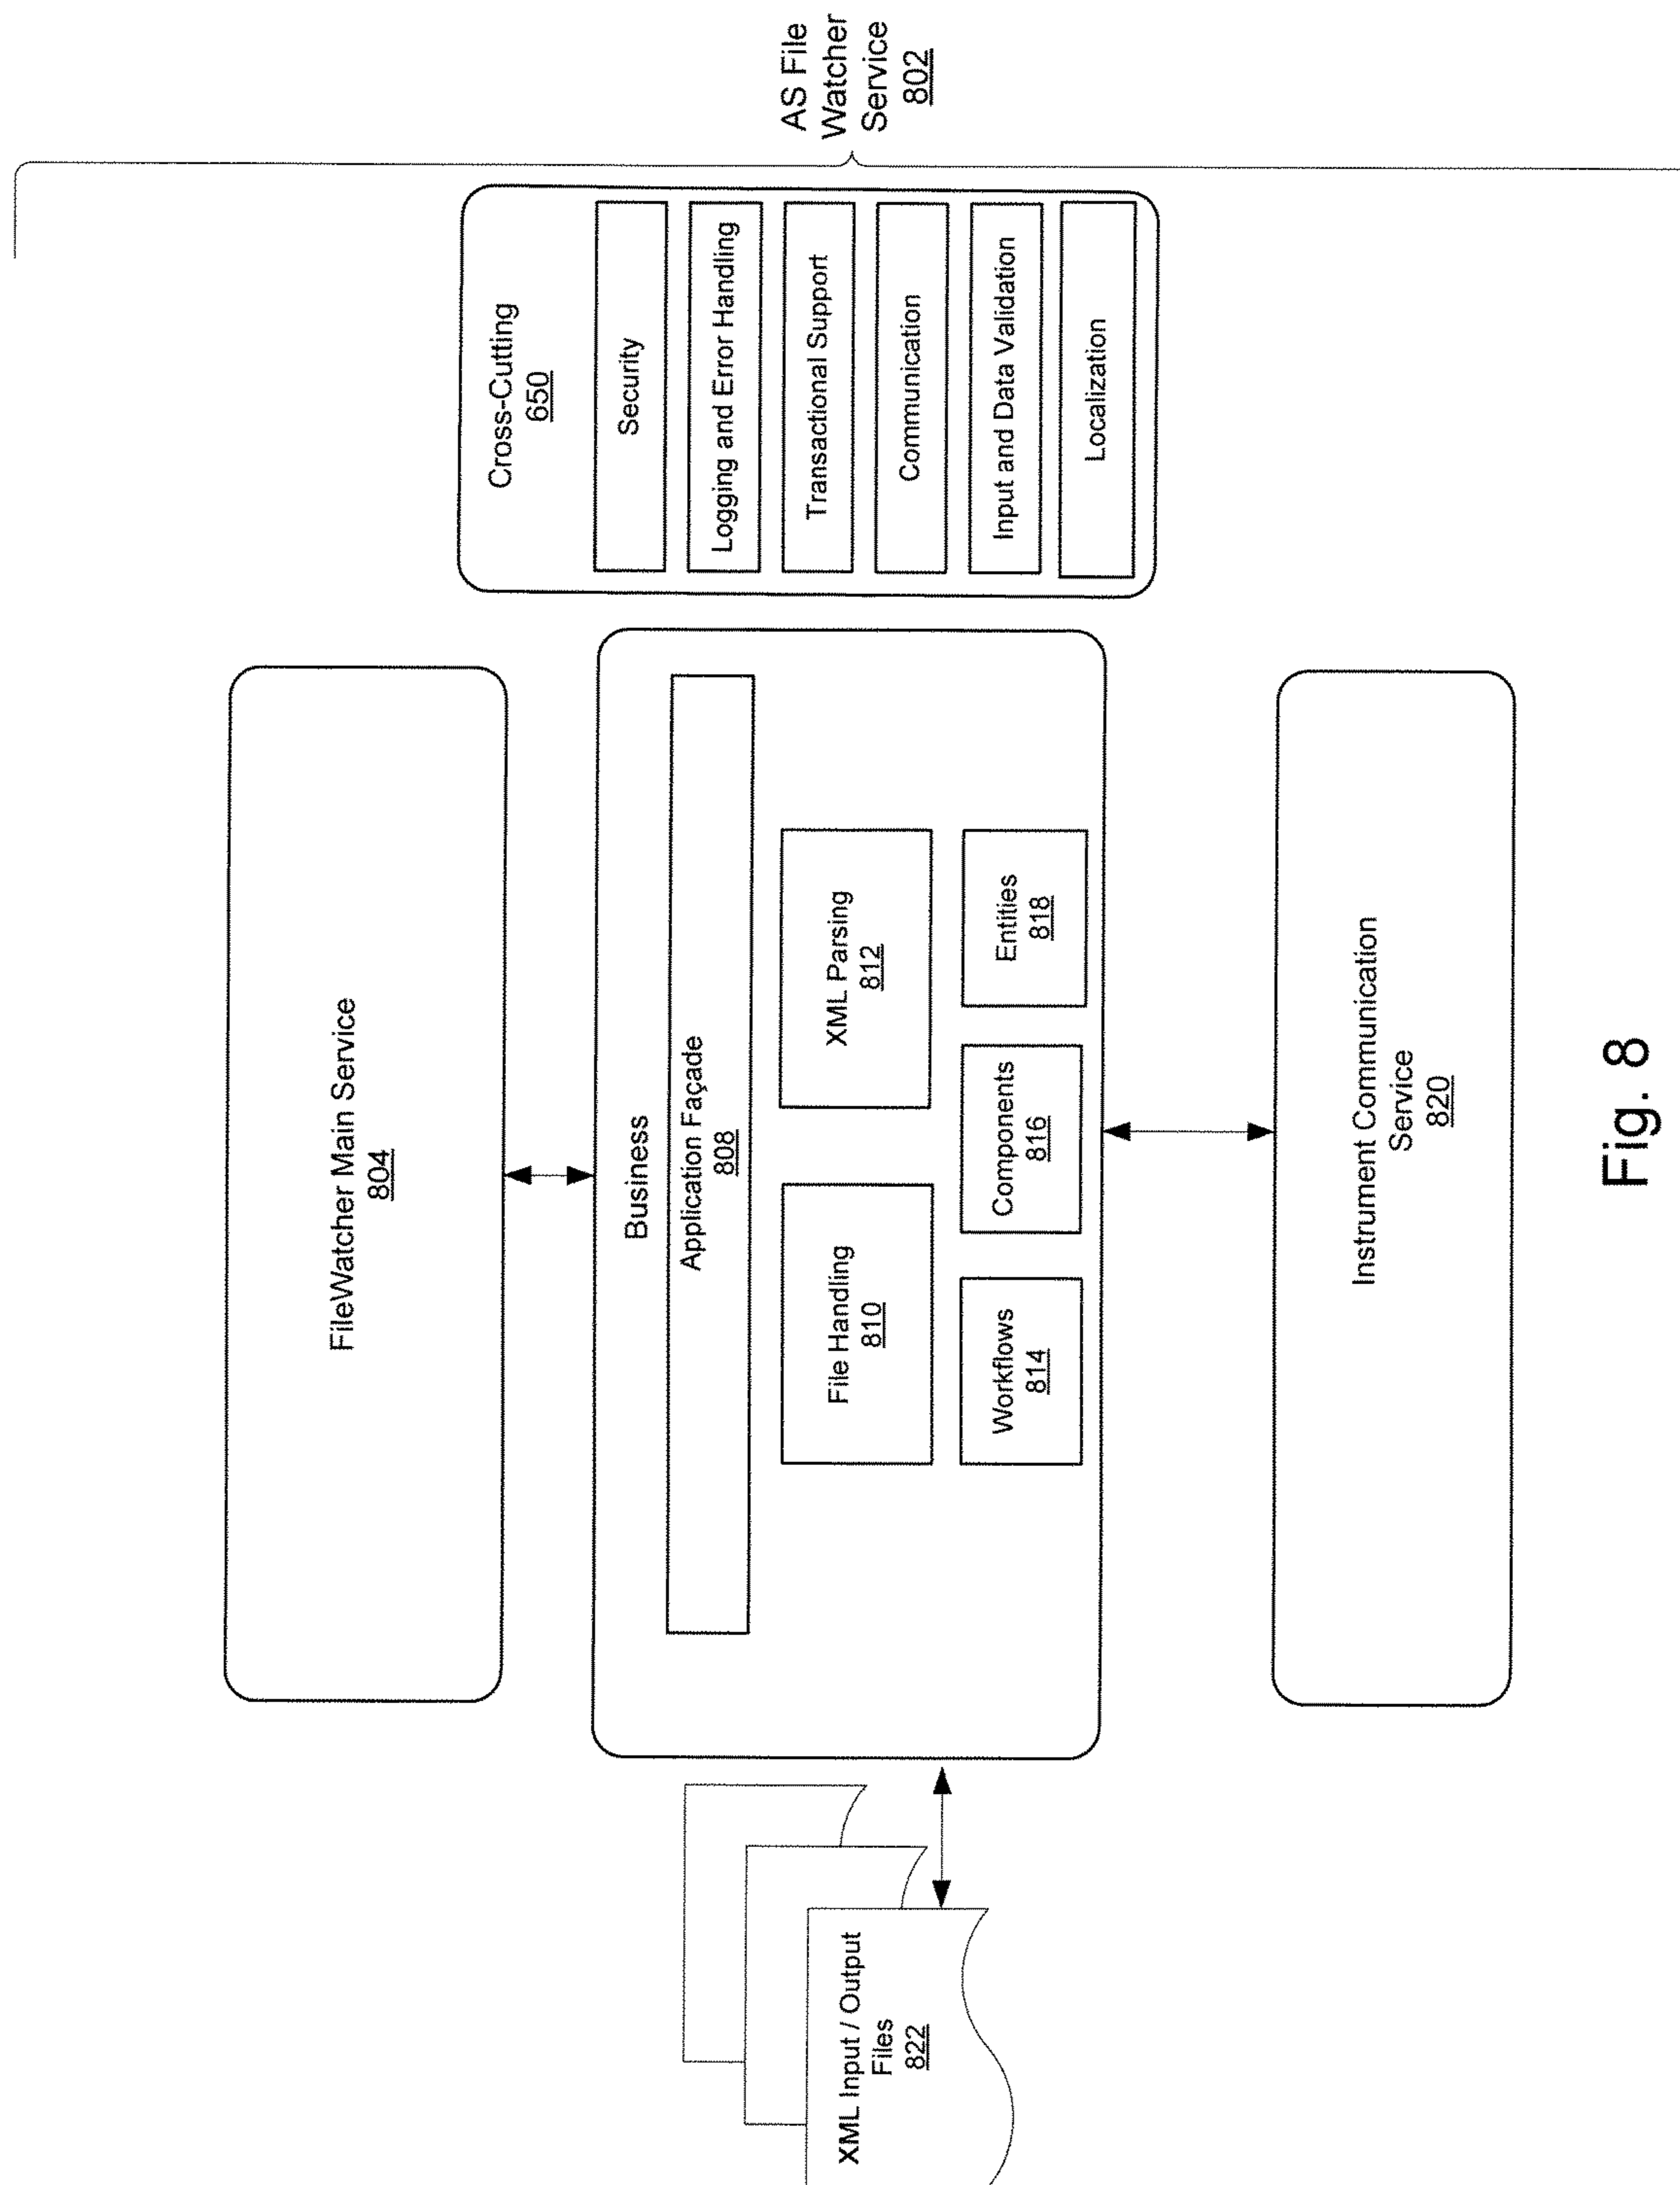 AS File
Watcher
Service
802
FileWatcher Main Service
804
Business
Application Façade
808
File Handling
810
XML Parsing
812
Workflows
814
Components
816
Entities
818
Instrument Communication
Service
820
XML Input / Output
Files
822
Cross-Cutting
650
Security
Logging and Error Handling
Transactional Support
Communication
Input and Data Validation
Localization
Fig. 8